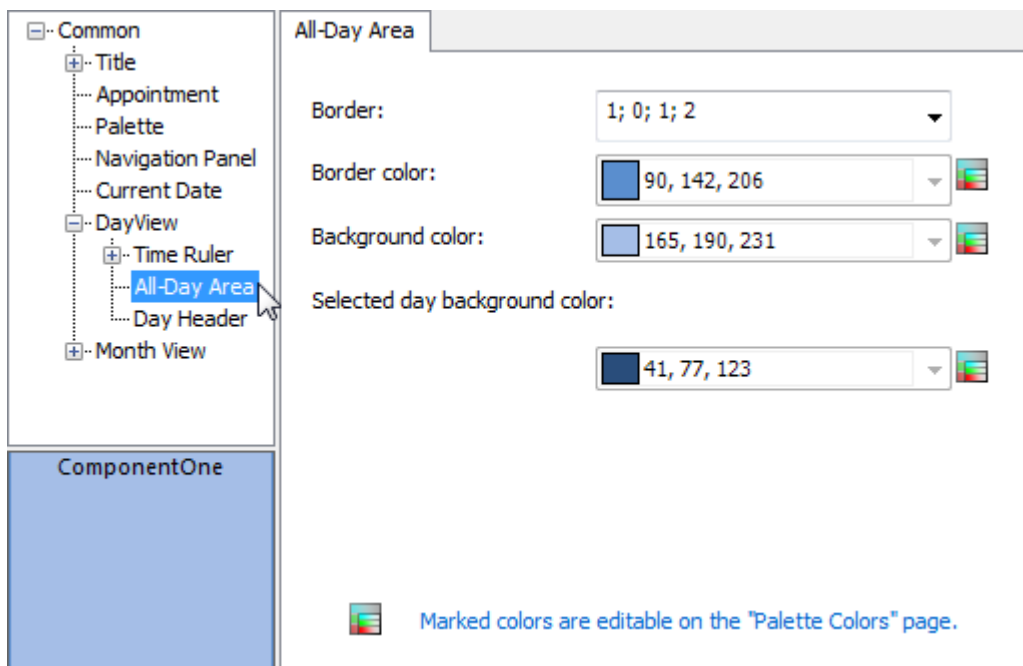 Common
Title
Appointment
Palette
Navigation Panel
Current Date
DayView
Time Ruler
All-Day Area
Day Header
Month View
ComponentOne
All-Day Area
Border: 1; 0; 1; 2
Border color: 90, 142, 206
Background color: 165, 190, 231
Selected day background color:
41, 77, 123
Marked colors are editable on the "Palette Colors" page.